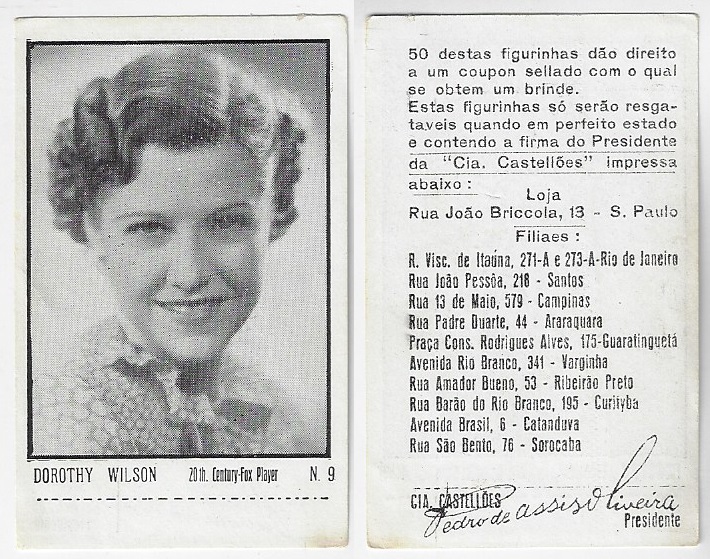 DOROTHY WILSON 20th. Century-Fox Player N. 9
50 destas figurinhas dão direito
a um coupon sellado com o qual
se obtem um brinde.
Estas figurinhas só serão resga-
taveis quando em perfeito estado
e contendo a firma do Presidente
da "Cia. Castellões" impressa
abaixo :
Loja
Rua João Briccola, 13 - S. Paulo
Filiaes :
R. Visc. de Itaúna, 271-A e 273-A-Rio de Janeiro
Rua João Pessôa, 218 - Santos
Rua 13 de Maio, 579 - Campinas
Rua Padre Duarte, 44 - Araraquara
Praça Cons. Rodrigues Alves, 175-Guaratinguetá
Avenida Rio Branco, 341 - Varginha
Rua Amador Bueno, 53 - Ribeirão Preto
Rua Barão do Rio Branco, 195 - Curityba
Avenida Brasil, 6 - Catanduva
Rua São Bento, 76 - Sorocaba
CIA. CASTELLÕES
Pedro de assis Oliveira
Presidente